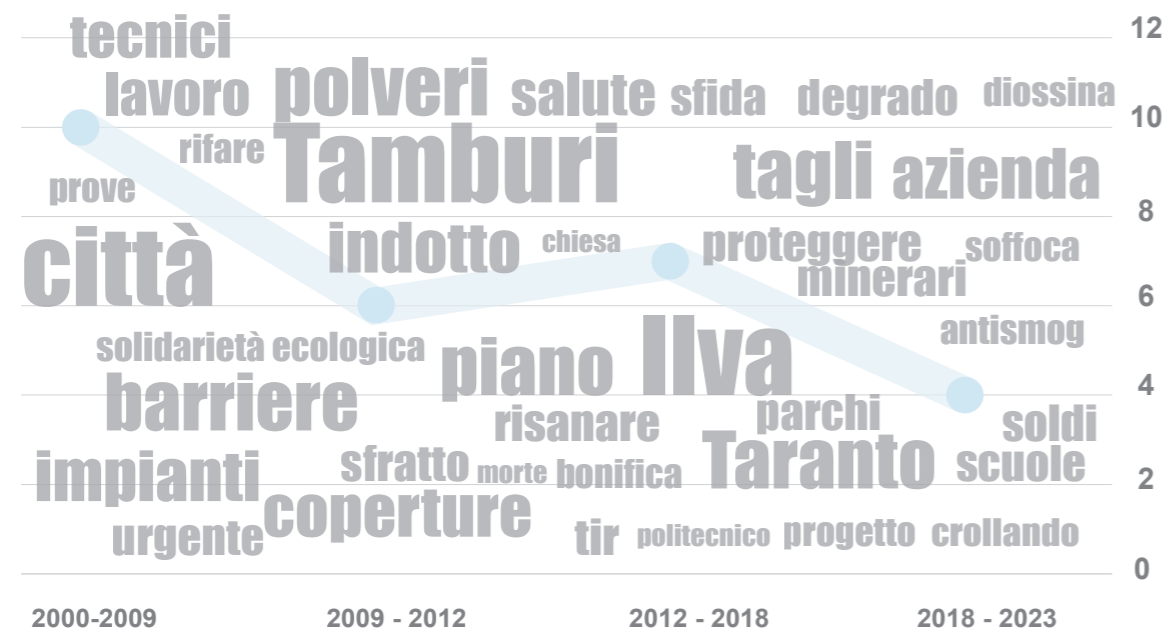 tecnici
12
lavoro polveri salute sfida degrado diossina
10
rifare Tamburi
prove tagli azienda
8
città indotto chiesa proteggere soffoca
minerari
6
antismog
solidarietà ecologica piano Ilva
4
barriere risanare parchi soldi
impianti sfratto morte bonifica Taranto scuole
2
coperture
urgente tir politecnico progetto crollando
0
2000-2009 2009 - 2012 2012 - 2018 2018 - 2023